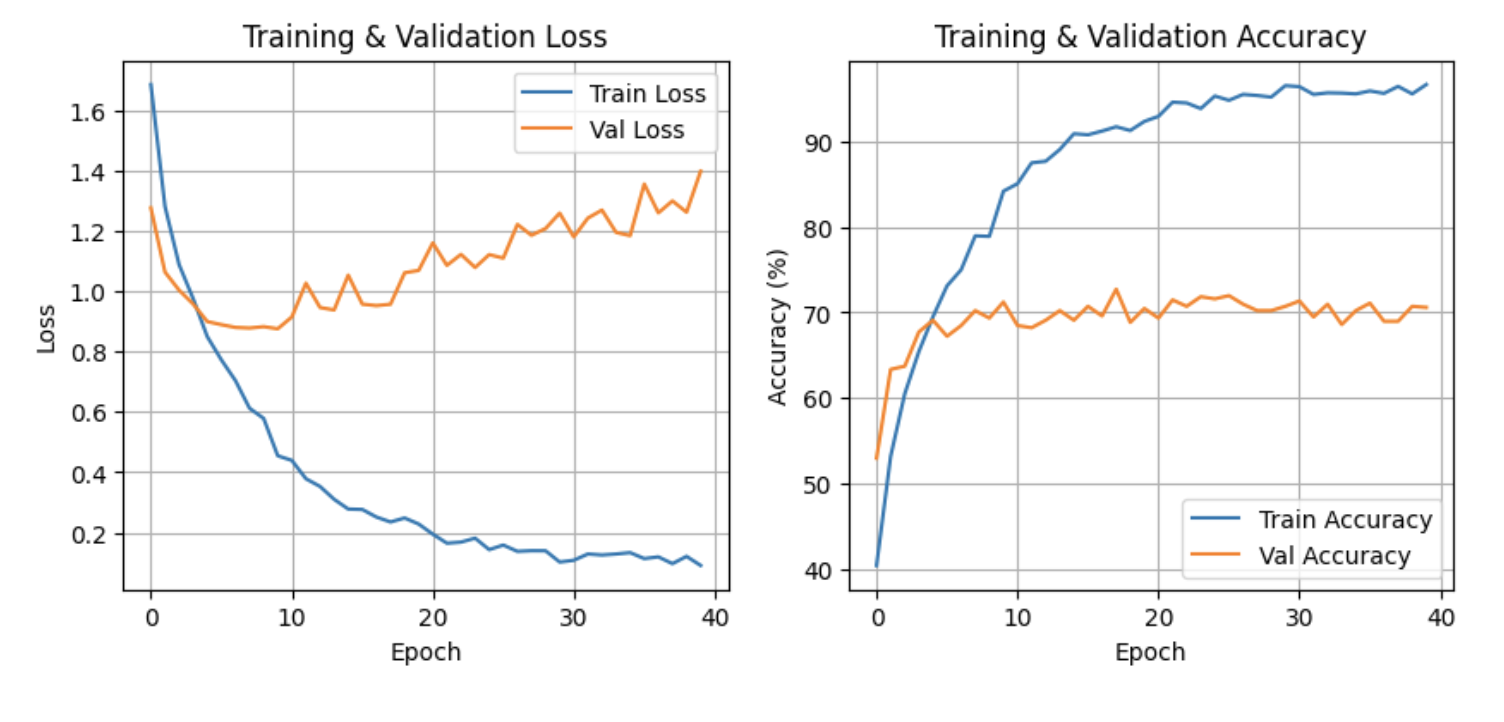 Training & Validation Loss
Train Loss
Val Loss
1.6
1.4
1.2
1.0
0.8
0.6
0.4
0.2
Loss
0 10 20 30 40
Epoch
Training & Validation Accuracy
90
80
70
60
50
40
Accuracy (%)
Train Accuracy
Val Accuracy
0 10 20 30 40
Epoch